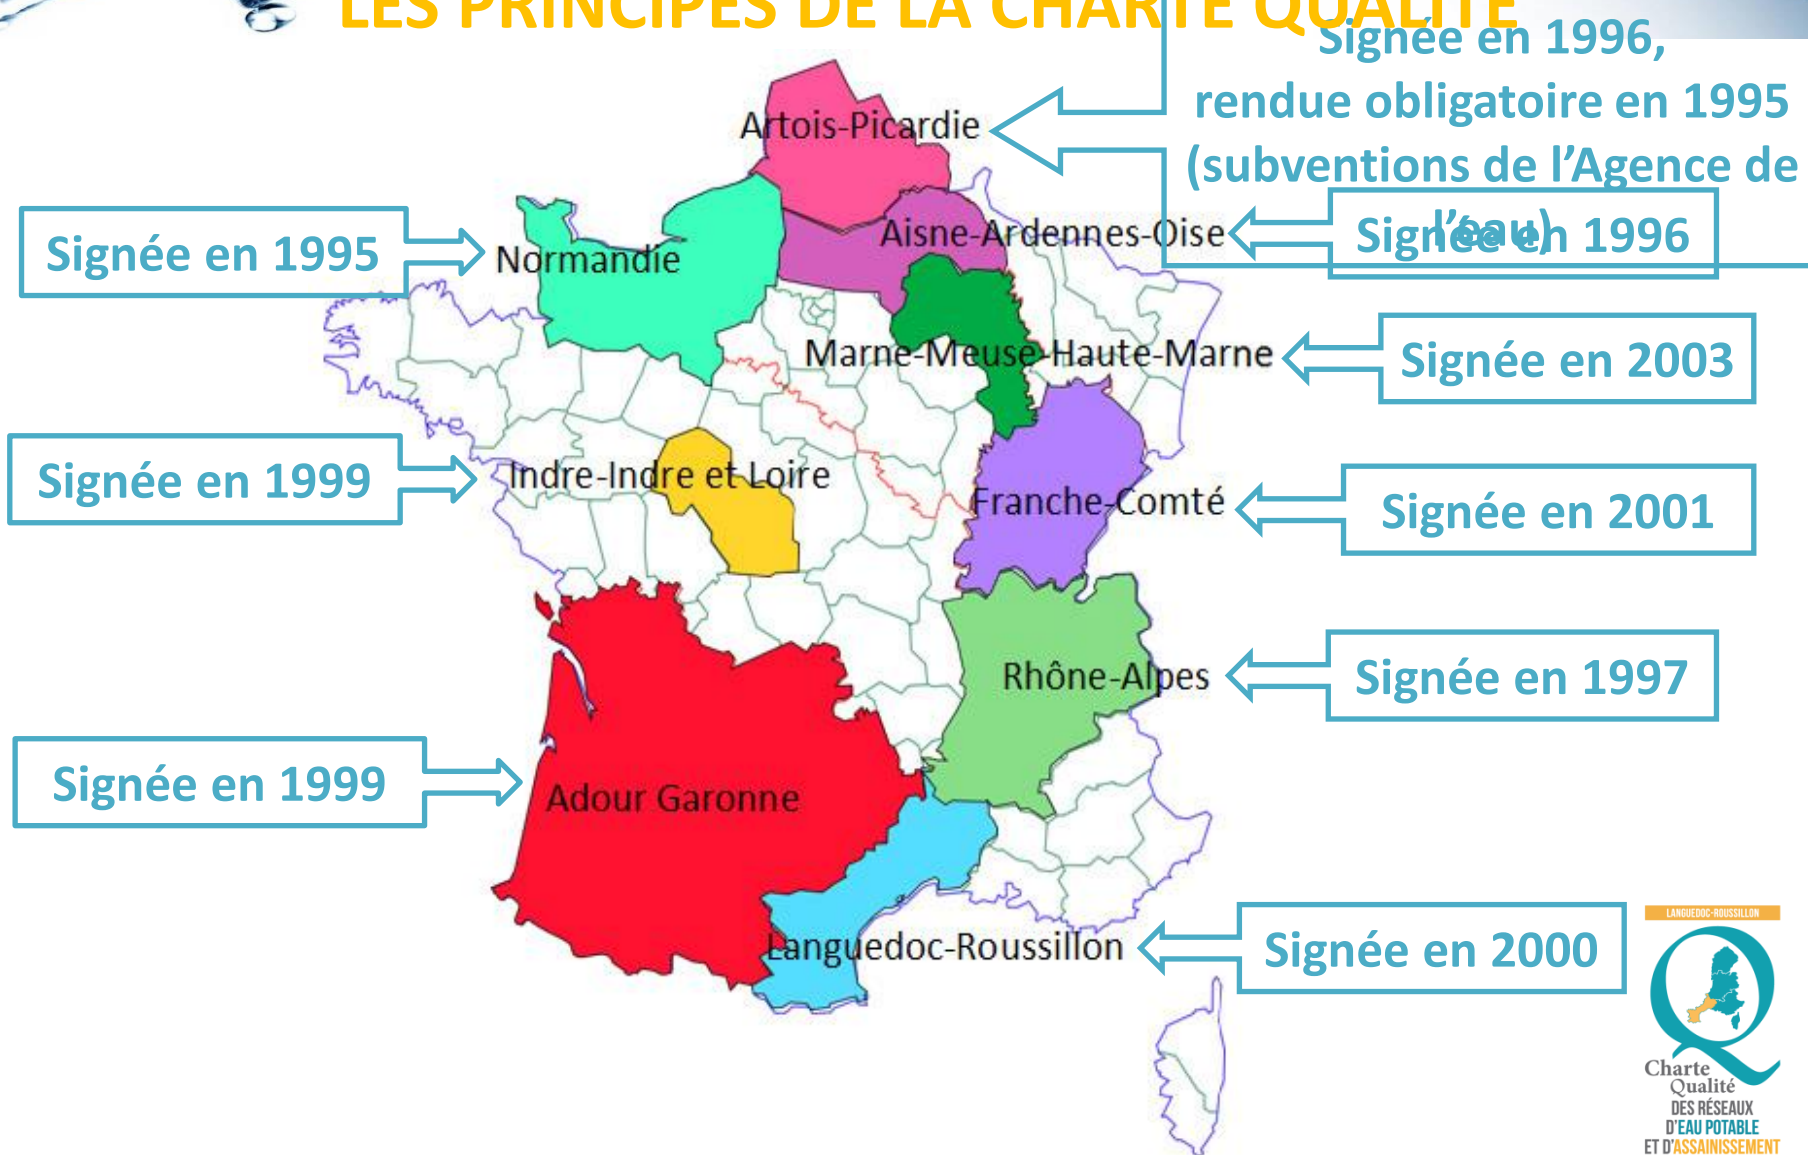 LES PRINCIPES DE LA CHARTE QUALITÉ
Signée en 1996,
rendue obligatoire en 1995
(subventions de l’Agence de
l’eau)
Artois-Picardie
Signée en 1995
Normandie
Aisne-Ardennes-Oise
Signée en 1996
Marne-Meuse-Haute-Marne
Signée en 2003
Signée en 1999
Indre-Indre et Loire
Franche-Comté
Signée en 2001
Rhône-Alpes
Signée en 1997
Signée en 1999
Adour Garonne
Languedoc-Roussillon
Signée en 2000
LANGUEDOC-ROUSSILLON
Charte
Qualité
DES RÉSEAUX
D'EAU POTABLE
ET D'ASSAINISSEMENT